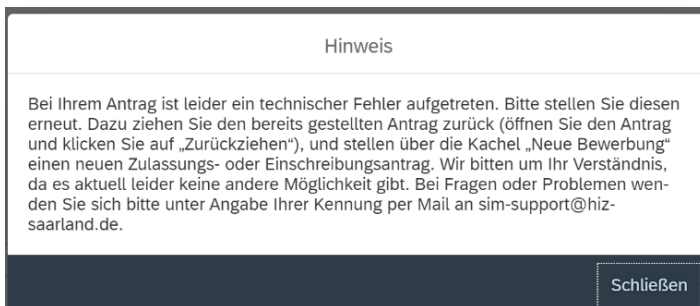 Hinweis
Bei Ihrem Antrag ist leider ein technischer Fehler aufgetreten. Bitte stellen Sie diesen
erneut. Dazu ziehen Sie den bereits gestellten Antrag zurück (öffnen Sie den Antrag
und klicken Sie auf „Zurückziehen“), und stellen über die Kachel „Neue Bewerbung“
einen neuen Zulassungs- oder Einschreibungsantrag. Wir bitten um Ihr Verständnis,
da es aktuell leider keine andere Möglichkeit gibt. Bei Fragen oder Problemen wen-
den Sie sich bitte unter Angabe Ihrer Kennung per Mail an sim-support@hiz-
saarland.de.
Schließen